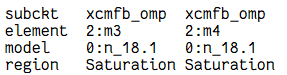 subckt xcmfb_omp xcmfb_omp
element 2:m3 2:m4
model 0:n_18.1 0:n_18.1
region Saturation Saturation